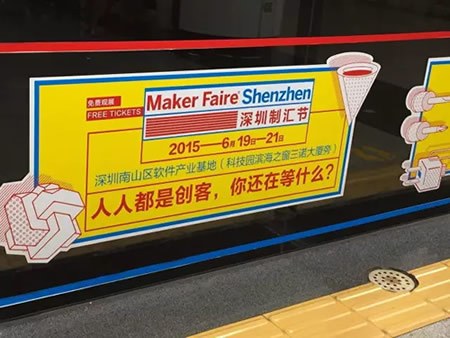 免费观展
FREE TICKETS
Maker Faire® Shenzhen
深圳制汇节
2015—6月19—21日
深圳南山区软件产业基地（科技园滨海之窗三诺大厦旁）
人人都是创客，你还在等什么？